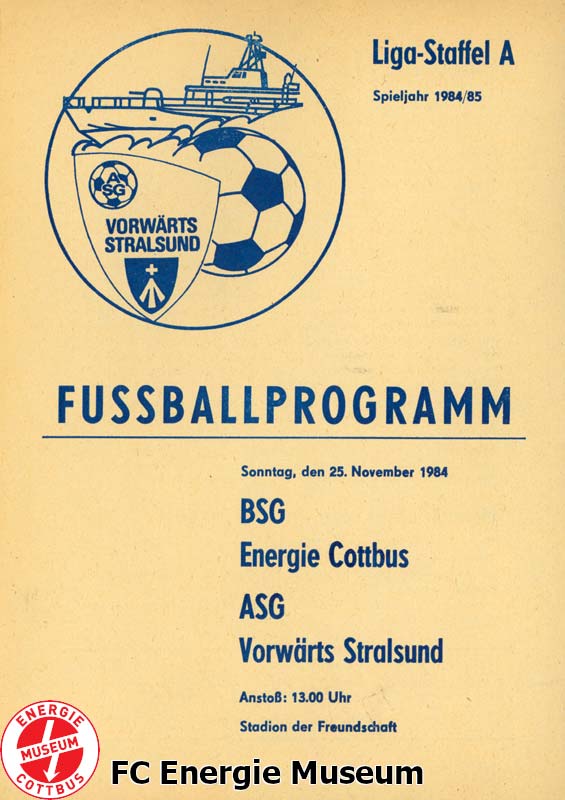 Liga-Staffel A
Spieljahr 1984/85
A
SG
VORWÄRTS
STRALSUND
FUSSBALLPROGRAMM
Sonntag, den 25. November 1984
BSG
Energie Cottbus
ASG
Vorwärts Stralsund
Anstoß: 13.00 Uhr
Stadion der Freundschaft
ENERGIE
MUSEUM
COTTBUS
FC Energie Museum